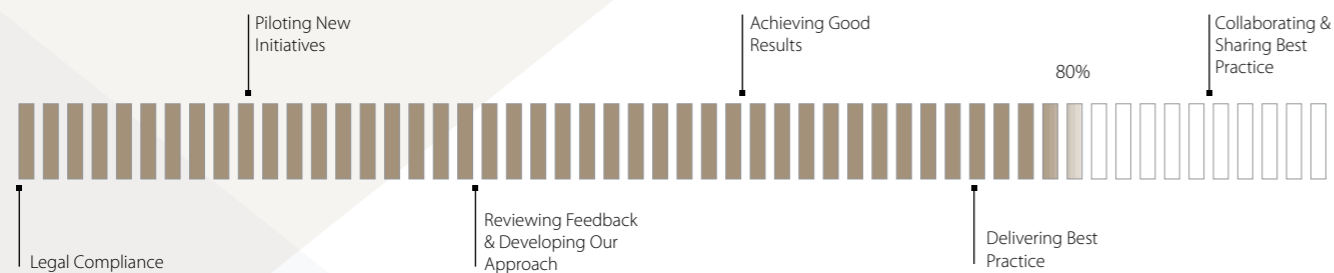 Piloting New
Initiatives
Achieving Good
Results
Collaborating &
Sharing Best
Practice
80%
Legal Compliance
Reviewing Feedback
& Developing Our
Approach
Delivering Best
Practice